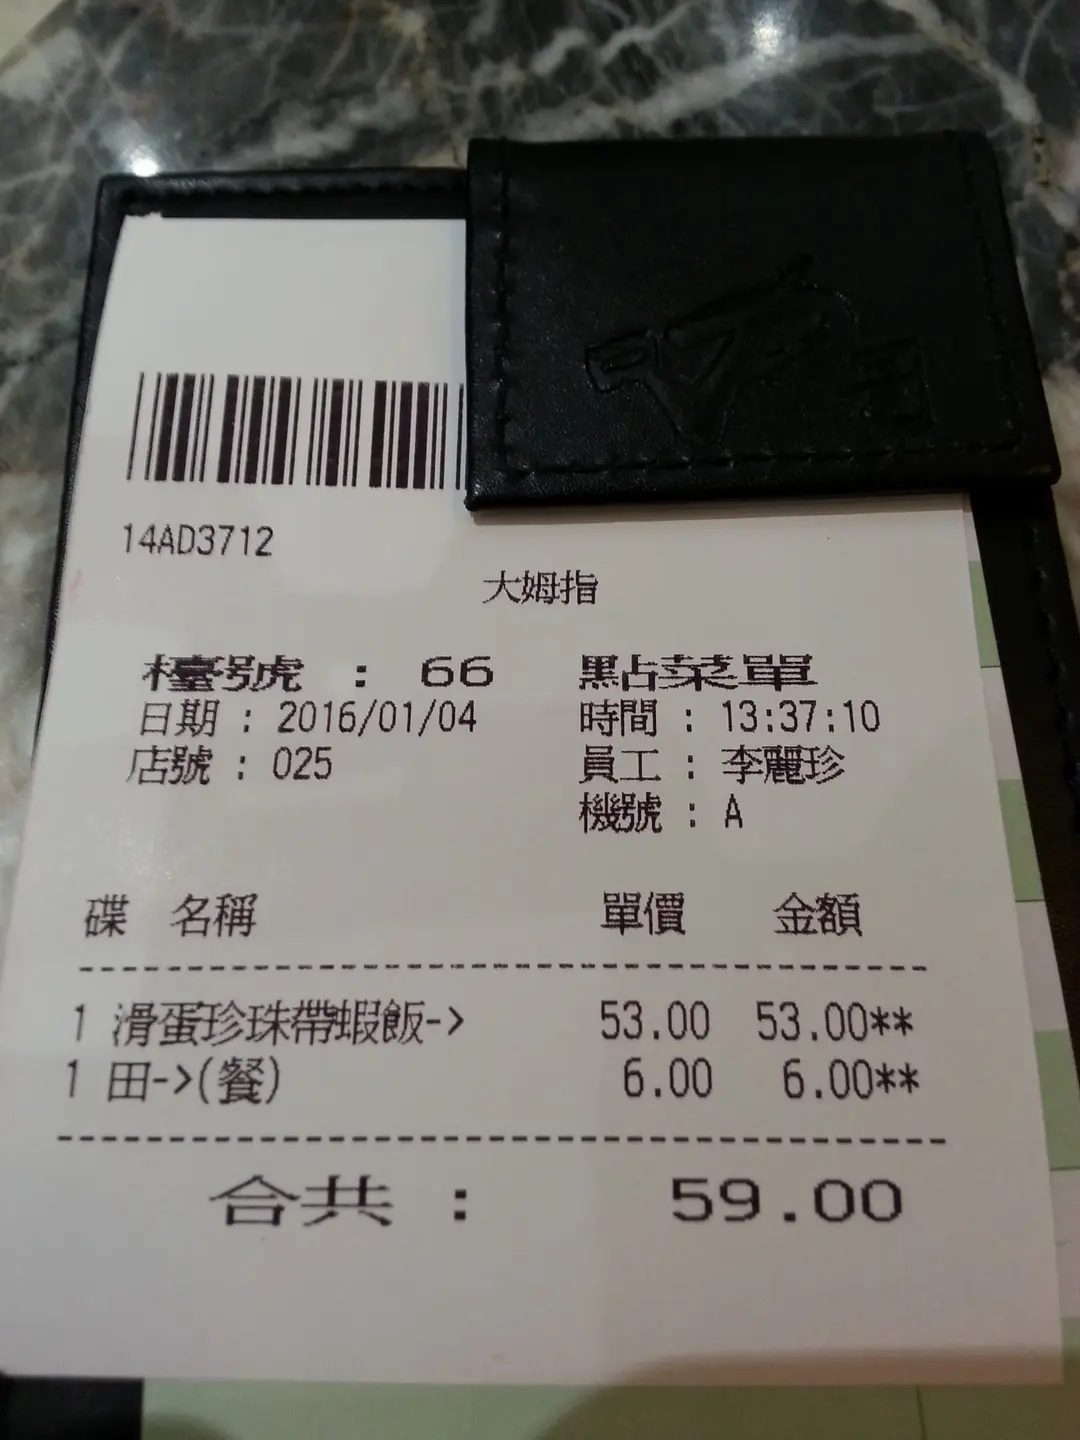 14AD3712
大姆指
檯號 : 66 點菜單
日期 : 2016/01/04 時間 : 13:37:10
店號 : 025 員工 : 李麗珍
機號 : A
碟 名稱 單價 金額
1 滑蛋珍珠帶蝦飯-> 53.00 53.00**
1 田->(餐) 6.00 6.00**
合共 : 59.00